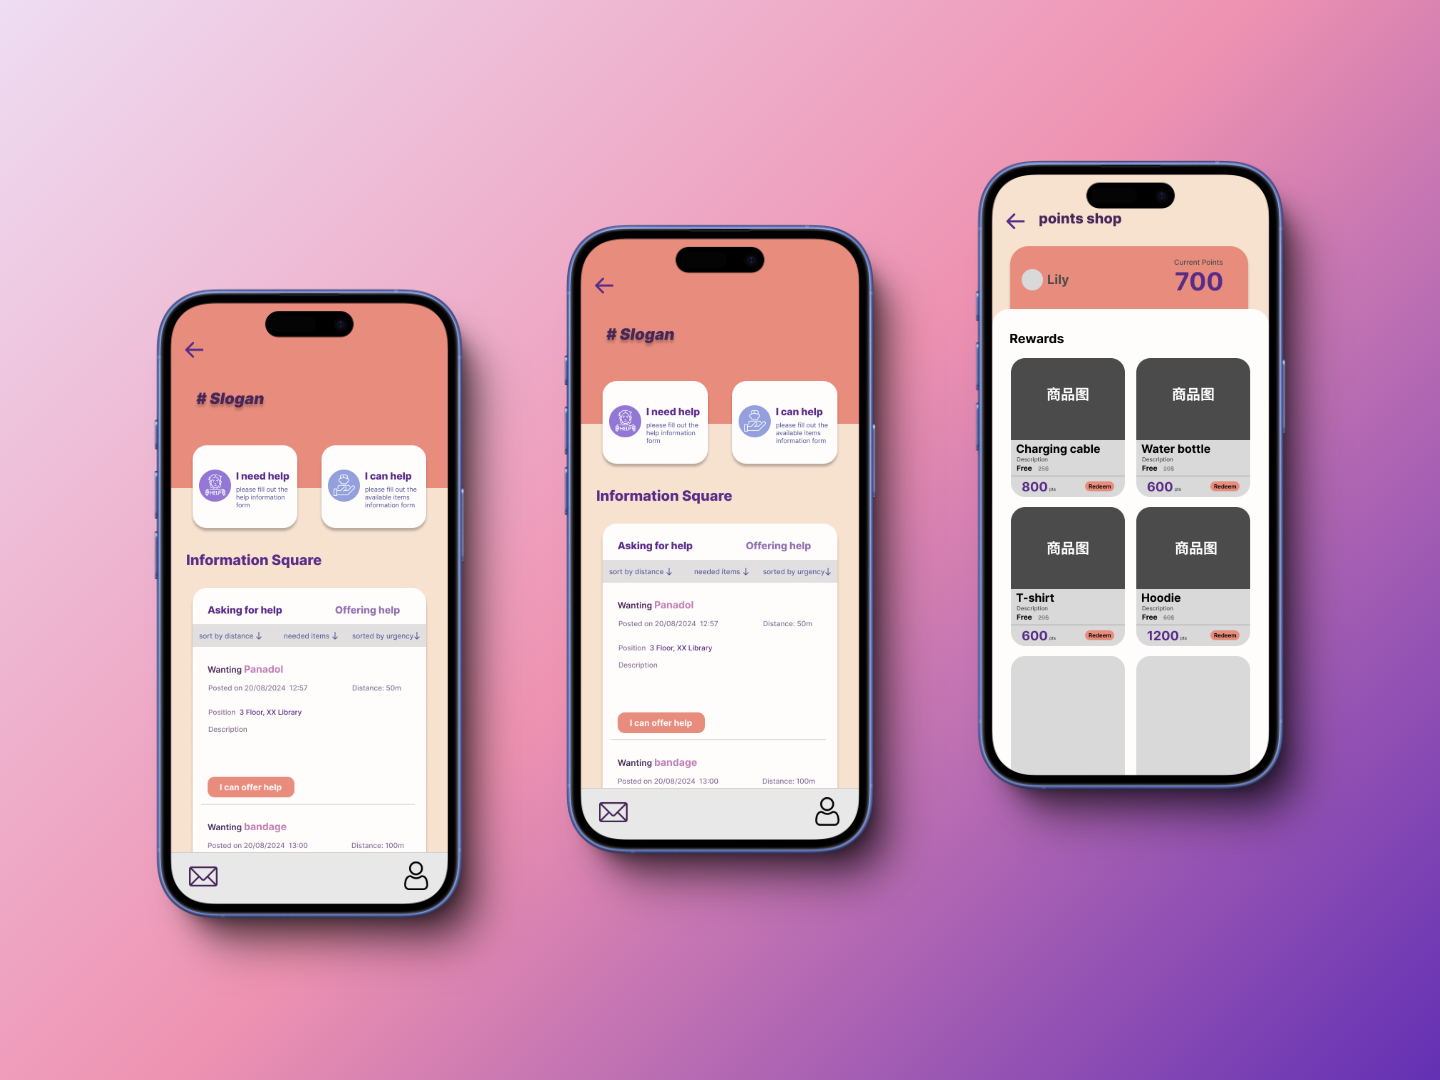 # Slogan
I need help
please fill out the
help information
form
I can help
please fill out the
available items
information form
Information Square
Asking for help
Offering help
sort by distance ↓
needed items ↓
sorted by urgency↓
Wanting Panadol
Posted on 20/08/2024 12:57
Distance: 50m
Position 3 Floor, XX Library
Description
I can offer help
Wanting bandage
Posted on 20/08/2024 13:00
Distance: 100m
# Slogan
HELP
I need help
please fill out the
help information
form
I can help
please fill out the
available items
information form
Information Square
Asking for help
Offering help
sort by distance ↓
needed items ↓
sorted by urgency↓
Wanting Panadol
Posted on 20/08/2024 12:57
Distance: 50m
Position 3 Floor, XX Library
Description
I can offer help
Wanting bandage
Posted on 20/08/2024 13:00
Distance: 100m
points shop
Lily
Current Points
700
Rewards
商品图
Charging cable
Description
Free 25$
800 pts
Redeem
商品图
Water bottle
Description
Free 20$
600 pts
Redeem
商品图
T-shirt
Description
Free 20$
600 pts
Redeem
商品图
Hoodie
Description
Free 60$
1200 pts
Redeem